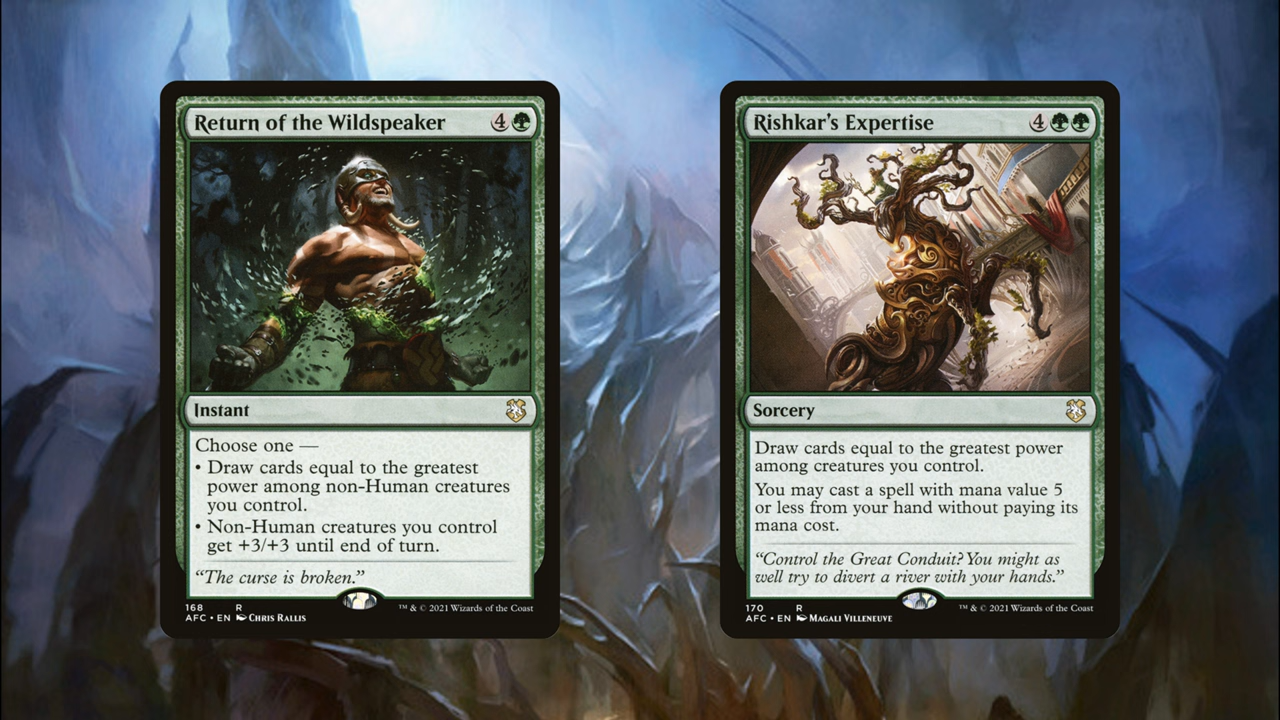 Return of the Wildspeaker 4
Instant
Choose one —
• Draw cards equal to the greatest
power among non-Human creatures
you control.
• Non-Human creatures you control
get +3/+3 until end of turn.
“The curse is broken.”
168 R
AFC • EN Chris Rallis
™ & © 2021 Wizards of the Coast
Rishkar's Expertise 4
Sorcery
Draw cards equal to the greatest power
among creatures you control.
You may cast a spell with mana value 5
or less from your hand without paying its
mana cost.
“Control the Great Conduit? You might as
well try to divert a river with your hands.”
170 R
AFC • EN Magali Villeneuve
™ & © 2021 Wizards of the Coast